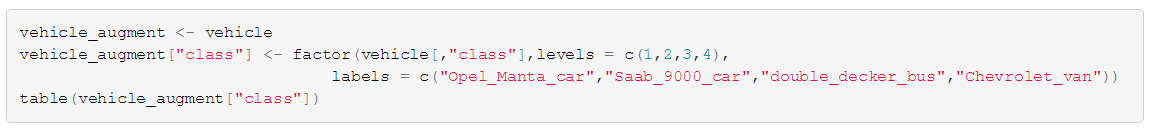 vehicle_augment <- vehicle
vehicle_augment["class"] <- factor(vehicle[,"class"],levels = c(1,2,3,4),
labels = c("Opel_Manta_car","Saab_9000_car","double_decker_bus","Chevrolet_van"))
table(vehicle_augment["class"])